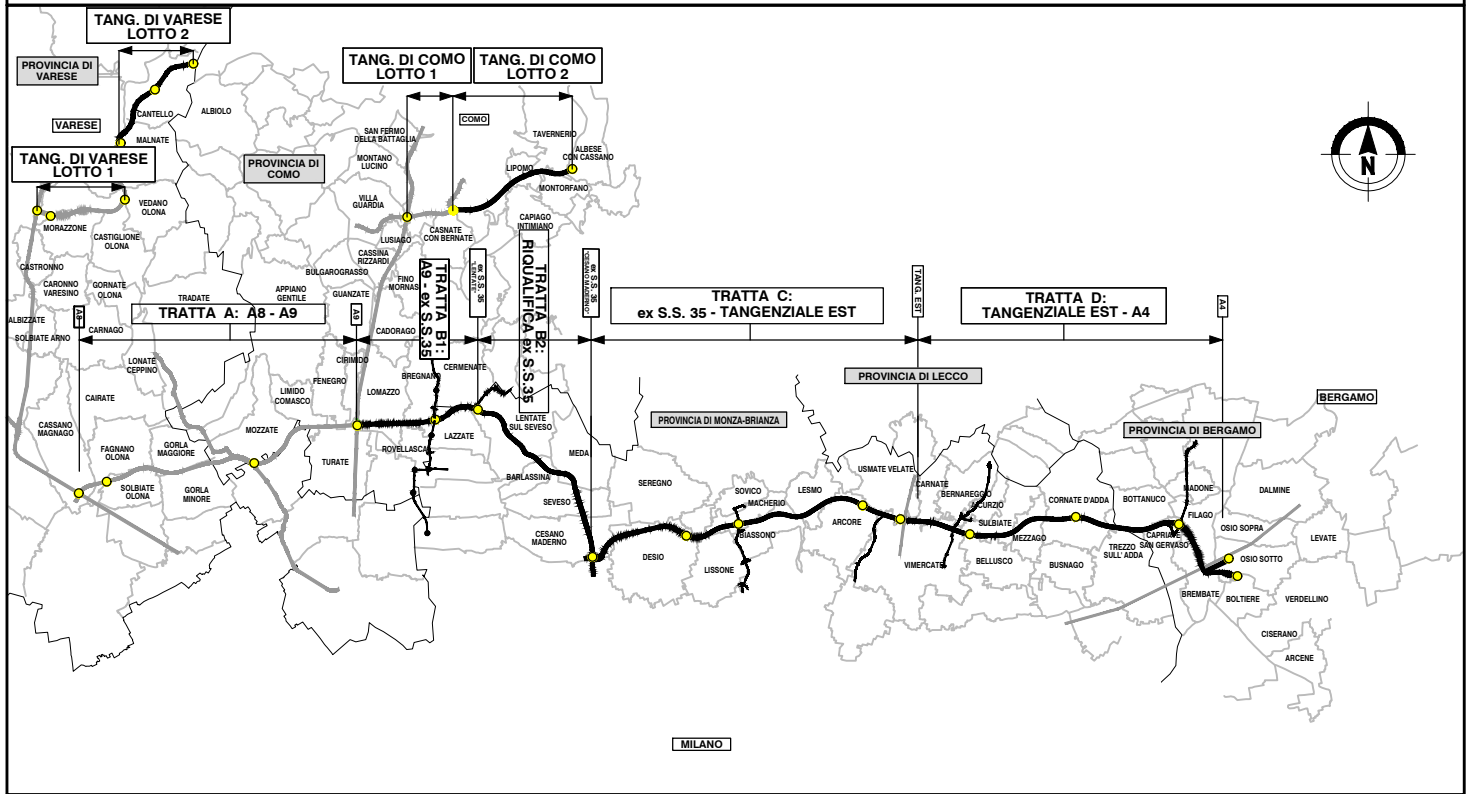 TANG. DI VARESE
LOTTO 2
PROVINCIA DI
VARESE
CANTELLO
ALBIOLO
VARESE
MALNATE
TANG. DI VARESE
LOTTO 1
VEDANO
OLONA
MORAZZONE
CASTIGLIONE
OLONA
TANG. DI COMO
LOTTO 1
TANG. DI COMO
LOTTO 2
COMO
SAN FERMO
DELLA BATTAGLIA
MONTANO
LUCINO
PROVINCIA DI
COMO
VILLA
GUARDIA
TAVERNERIO
ALBESE
CON CASSANO
LIPOMO
MONTORFANO
CAPIAGO
INTIMIANO
CASNATE
CON BERNATE
LUSIAGO
CASSINA
RIZZARDI
BULGAROGRASSO
FINO
MORNAS
GUANZATE
APPIANO
GENTILE
CASTRONNO
CARONNO
VARESINO
GORNATE
OLONA
TRADATE
ALBIZZATE
SOLBIATE ARNO
CARNAGO
A8
TRATTA A: A8 - A9
A9
TRATTA B1:
A9 - ex S.S.35
ex S.S. 35
"LENTATE"
TRATTA B2:
RIQUALIFICA ex S.S.35
ex S.S. 35
"CESANO MADERNO"
TRATTA C:
ex S.S. 35 - TANGENZIALE EST
TANG. EST
TRATTA D:
TANGENZIALE EST - A4
A4
N
CADORAGO
CIRIMIDO
FENEGRO
LOMAZZO
BREGNANO
CERMENATE
LONATE
CEPPINO
LIMIDO
COMASCO
CAIRATE
CASSANO
MAGNAGO
FAGNANO
OLONA
GORLA
MAGGIORE
MOZZATE
SOLBIATE
OLONA
GORLA
MINORE
TURATE
ROVELLASCA
LAZZATE
LENTATE
SUL SEVESO
PROVINCIA DI MONZA-BRIANZA
PROVINCIA DI LECCO
PROVINCIA DI BERGAMO
BERGAMO
MEDA
BARLASSINA
SEVESO
CESANO
MADERNO
SEREGNO
DESIO
LISSONE
SOVICO
MACHERIO
BIASSONO
LESMO
ARCORE
USMATE VELATE
CARNATE
BERNAREGGIO
CURZIO
SULBIATE
MEZZAGO
VIMERCATE
BELLUSCO
BUSNAGO
CORNATE D'ADDA
TREZZO
SULL' ADDA
BOTTANUCO
MADONE
FILAGO
CAPRIATE
SAN GERVASO
DALMINE
OSIO SOPRA
OSIO SOTTO
LEVATE
BREMBATE
BOLTIERE
VERDELLINO
CISERANO
ARCENE
MILANO